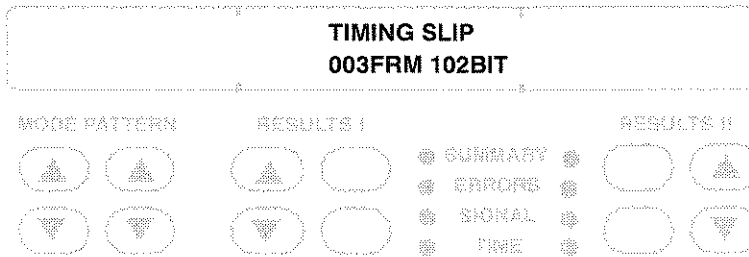 TIMING SLIP
003FRM 102BIT
MODE PATTERN RESULTS I RESULTS II
SUMMARY
ERRORS
SIGNAL
TIME